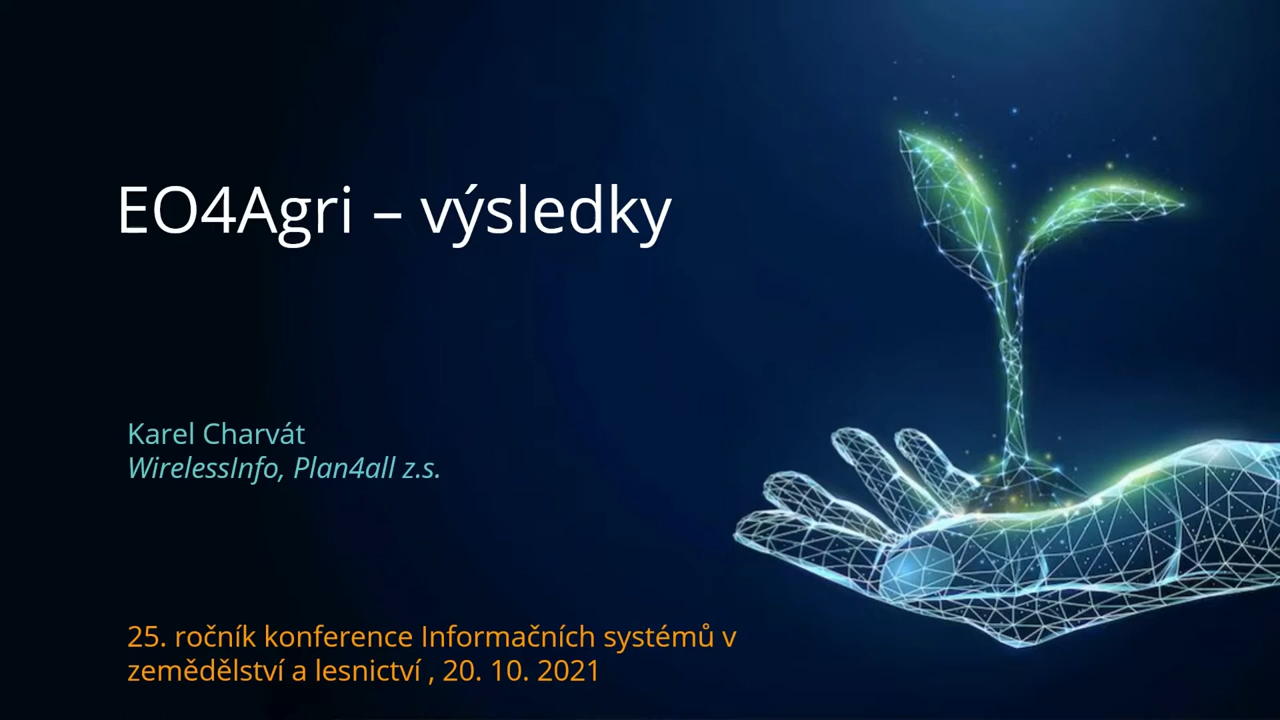 EO4Agri – výsledky
Karel Charvát
WirelessInfo, Plan4all z.s.
25. ročník konference Informačních systémů v
zemědělství a lesnictví , 20. 10. 2021